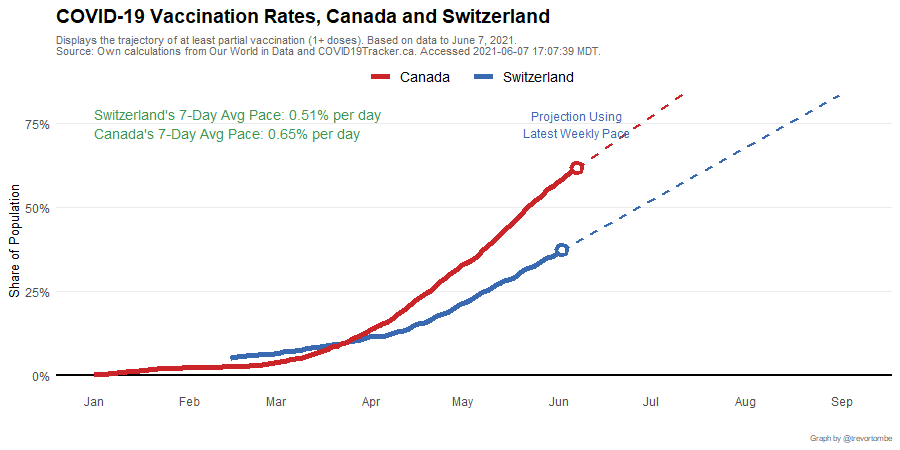 COVID-19 Vaccination Rates, Canada and Switzerland
Displays the trajectory of at least partial vaccination (1+ doses). Based on data to June 7, 2021.
Source: Own calculations from Our World in Data and COVID19Tracker.ca. Accessed 2021-06-07 17:07:39 MDT.
Canada Switzerland
Switzerland's 7-Day Avg Pace: 0.51% per day
Canada's 7-Day Avg Pace: 0.65% per day
Projection Using
Latest Weekly Pace
75%
50%
25%
0%
Share of Population
Jan Feb Mar Apr May Jun Jul Aug Sep
Graph by @trevortombe